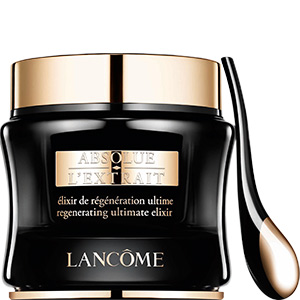 ABSOLUE
L'EXTRAIT
élixir de régénération ultime
regenerating ultimate elixir
LANCÔME